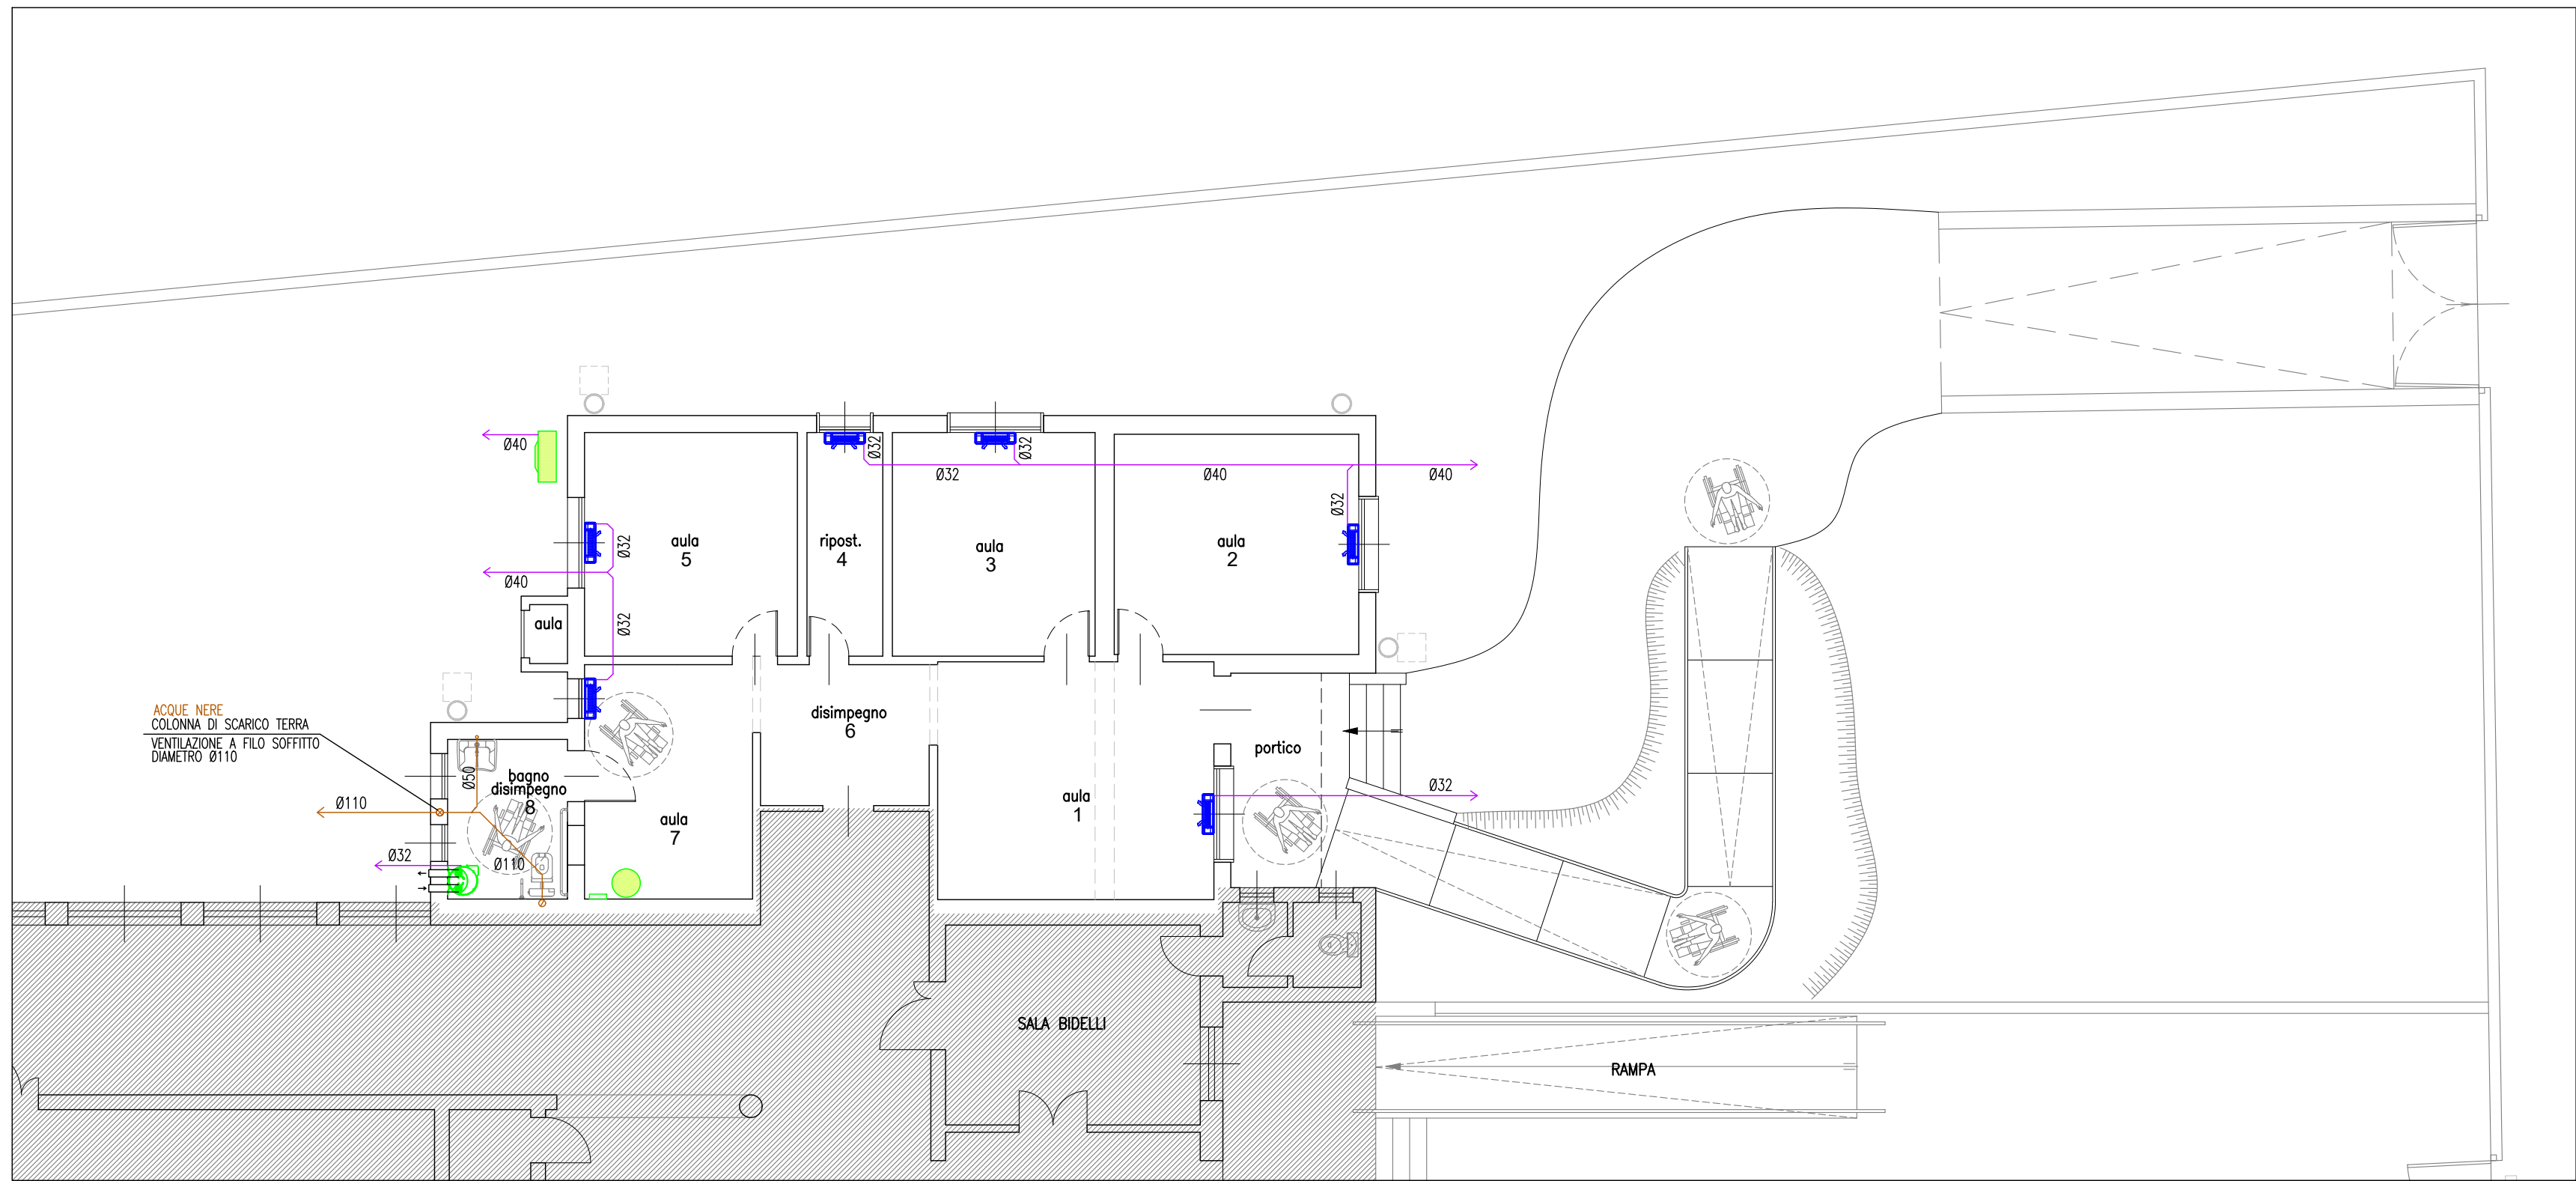 Ø40
Ø32
Ø32
Ø32
Ø40
Ø40
Ø32
Ø32
Ø40
Ø32
aula
5
ripost.
4
aula
3
aula
2
aula
ACQUE NERE
COLONNA DI SCARICO TERRA
VENTILAZIONE A FILO SOFFITTO
DIAMETRO Ø110
disimpegno
6
portico
Ø50
bagno
disimpegno
8
Ø110
Ø32
Ø110
aula
7
aula
1
Ø32
SALA BIDELLI
RAMPA